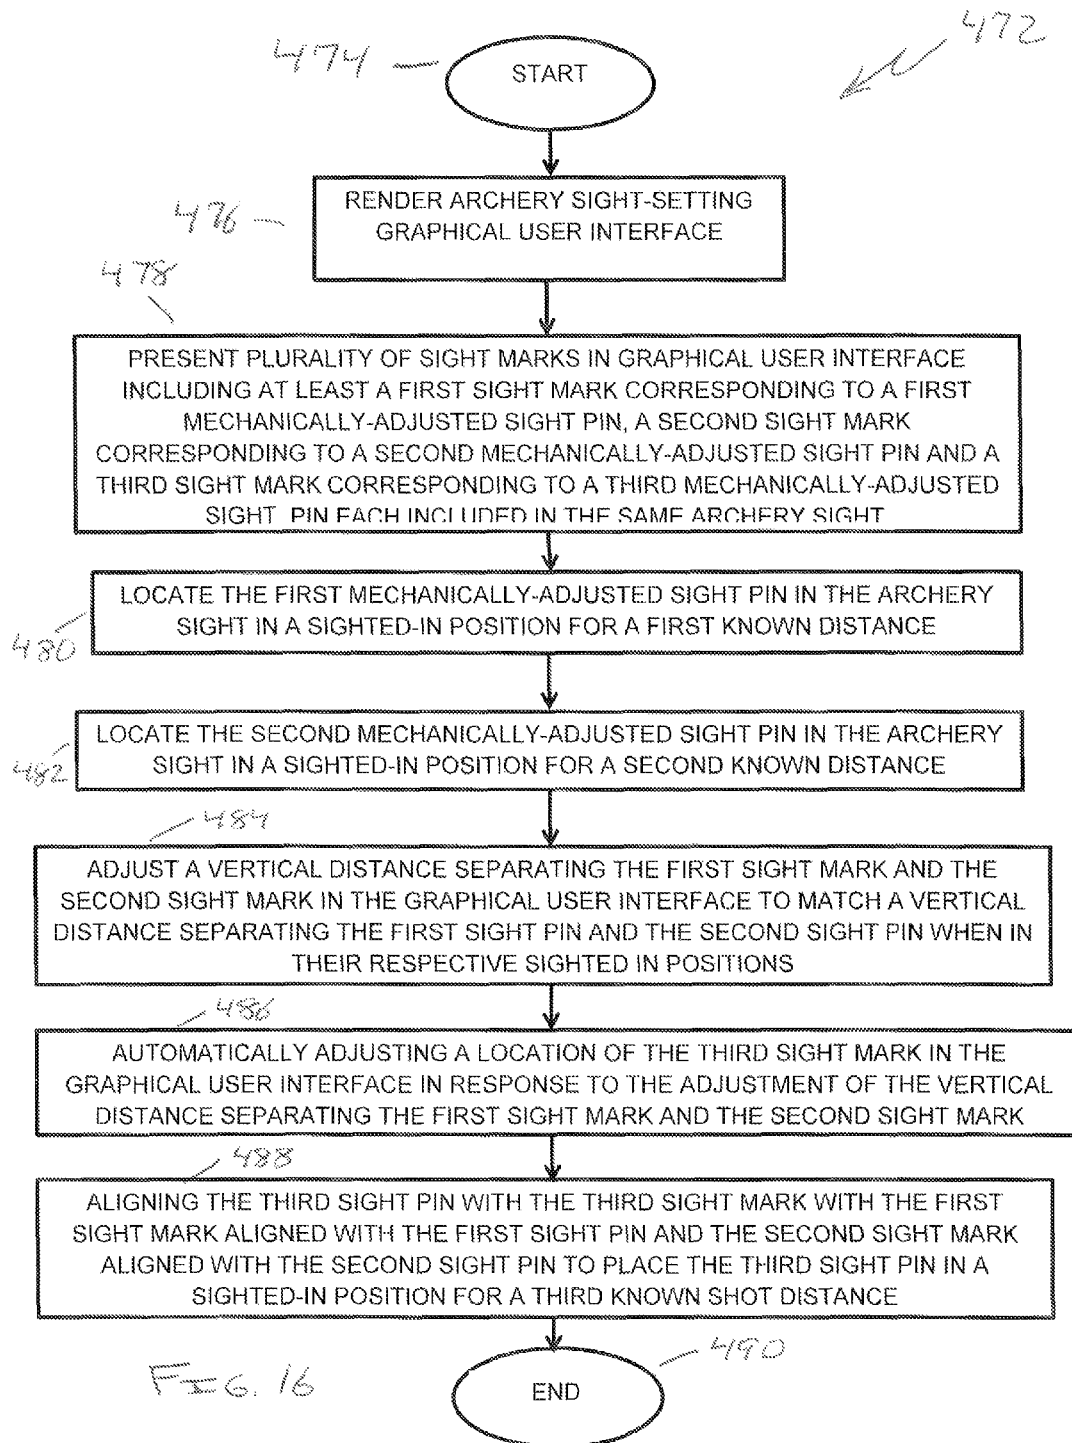 472
474
START
476
RENDER ARCHERY SIGHT-SETTING
GRAPHICAL USER INTERFACE
478
PRESENT PLURALITY OF SIGHT MARKS IN GRAPHICAL USER INTERFACE
INCLUDING AT LEAST A FIRST SIGHT MARK CORRESPONDING TO A FIRST
MECHANICALLY-ADJUSTED SIGHT PIN, A SECOND SIGHT MARK
CORRESPONDING TO A SECOND MECHANICALLY-ADJUSTED SIGHT PIN AND A
THIRD SIGHT MARK CORRESPONDING TO A THIRD MECHANICALLY-ADJUSTED
SIGHT PIN EACH INCLUDED IN THE SAME ARCHERY SIGHT
480
LOCATE THE FIRST MECHANICALLY-ADJUSTED SIGHT PIN IN THE ARCHERY
SIGHT IN A SIGHTED-IN POSITION FOR A FIRST KNOWN DISTANCE
482
LOCATE THE SECOND MECHANICALLY-ADJUSTED SIGHT PIN IN THE ARCHERY
SIGHT IN A SIGHTED-IN POSITION FOR A SECOND KNOWN DISTANCE
484
ADJUST A VERTICAL DISTANCE SEPARATING THE FIRST SIGHT MARK AND THE
SECOND SIGHT MARK IN THE GRAPHICAL USER INTERFACE TO MATCH A VERTICAL
DISTANCE SEPARATING THE FIRST SIGHT PIN AND THE SECOND SIGHT PIN WHEN IN
THEIR RESPECTIVE SIGHTED IN POSITIONS
486
AUTOMATICALLY ADJUSTING A LOCATION OF THE THIRD SIGHT MARK IN THE
GRAPHICAL USER INTERFACE IN RESPONSE TO THE ADJUSTMENT OF THE VERTICAL
DISTANCE SEPARATING THE FIRST SIGHT MARK AND THE SECOND SIGHT MARK
488
ALIGNING THE THIRD SIGHT PIN WITH THE THIRD SIGHT MARK WITH THE FIRST
SIGHT MARK ALIGNED WITH THE FIRST SIGHT PIN AND THE SECOND SIGHT MARK
ALIGNED WITH THE SECOND SIGHT PIN TO PLACE THE THIRD SIGHT PIN IN A
SIGHTED-IN POSITION FOR A THIRD KNOWN SHOT DISTANCE
490
END
FIG. 16